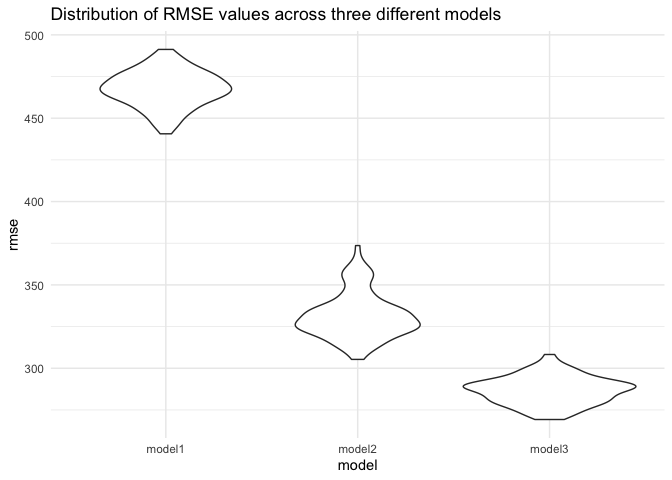 Distribution of RMSE values across three different models
500
450
400
350
300
rmse
model1 model2 model3
model